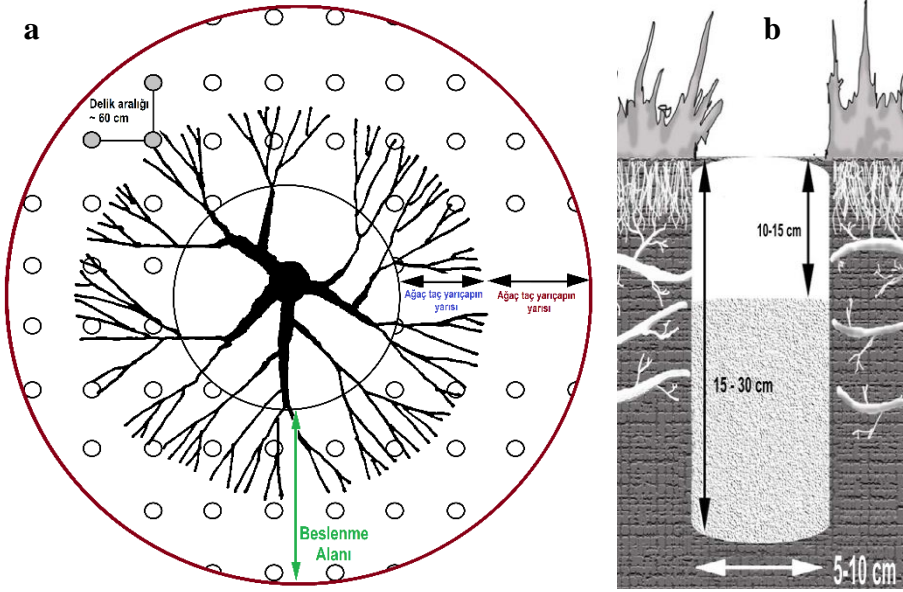 a
Delik aralığı
~ 60 cm
Ağaç taç yarıçapın
yarısı
Ağaç taç yarıçapın
yarısı
Beslenme
Alanı
b
10-15 cm
15 - 30 cm
5-10 cm